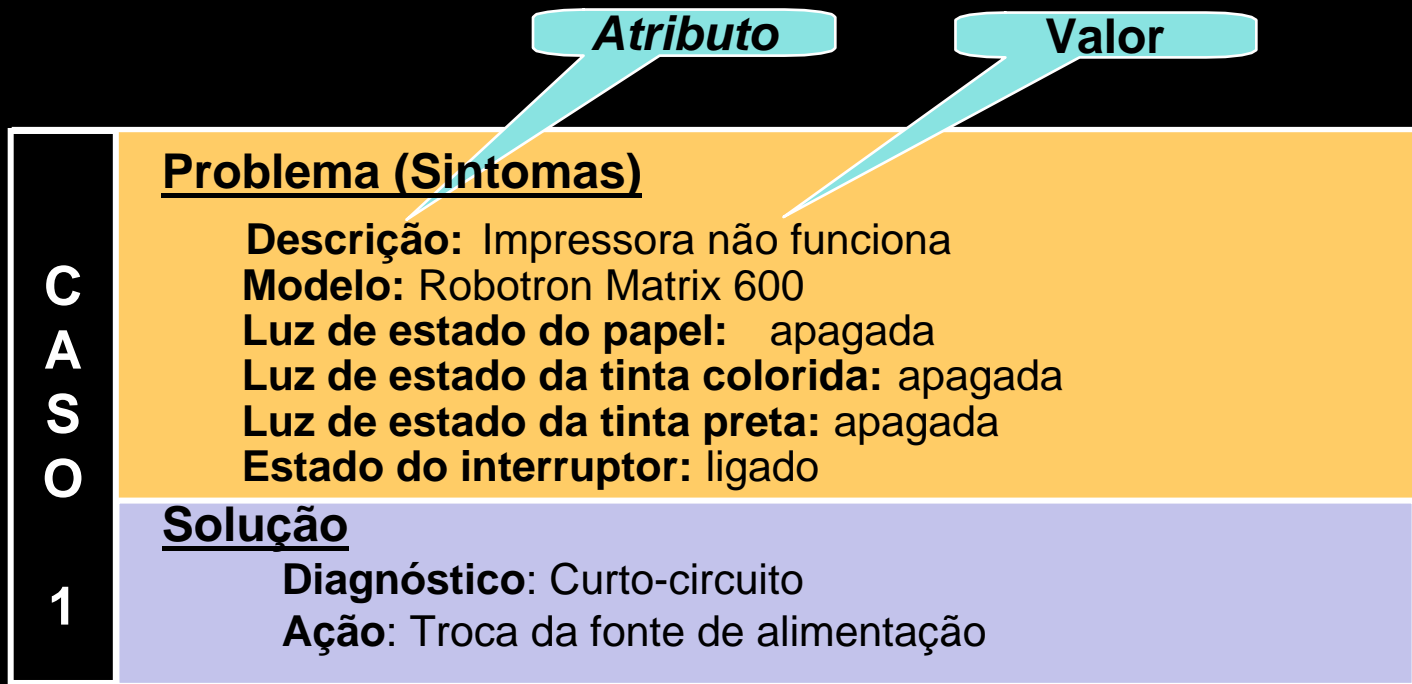 Atributo
Valor
CASO 1
Problema (Sintomas)
Descrição: Impressora não funciona
Modelo: Robotron Matrix 600
Luz de estado do papel: apagada
Luz de estado da tinta colorida: apagada
Luz de estado da tinta preta: apagada
Estado do interruptor: ligado
Solução
Diagnóstico: Curto-circuito
Ação: Troca da fonte de alimentação